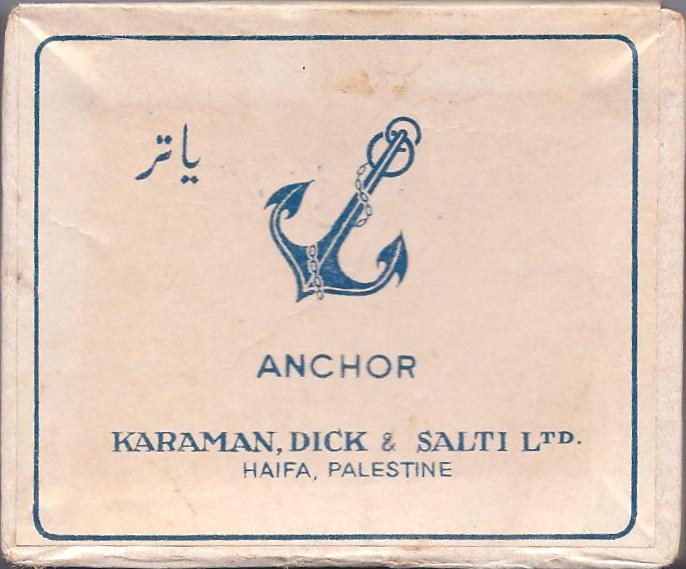 ياتر
ANCHOR
KARAMAN, DICK & SALTI LTD.
HAIFA, PALESTINE